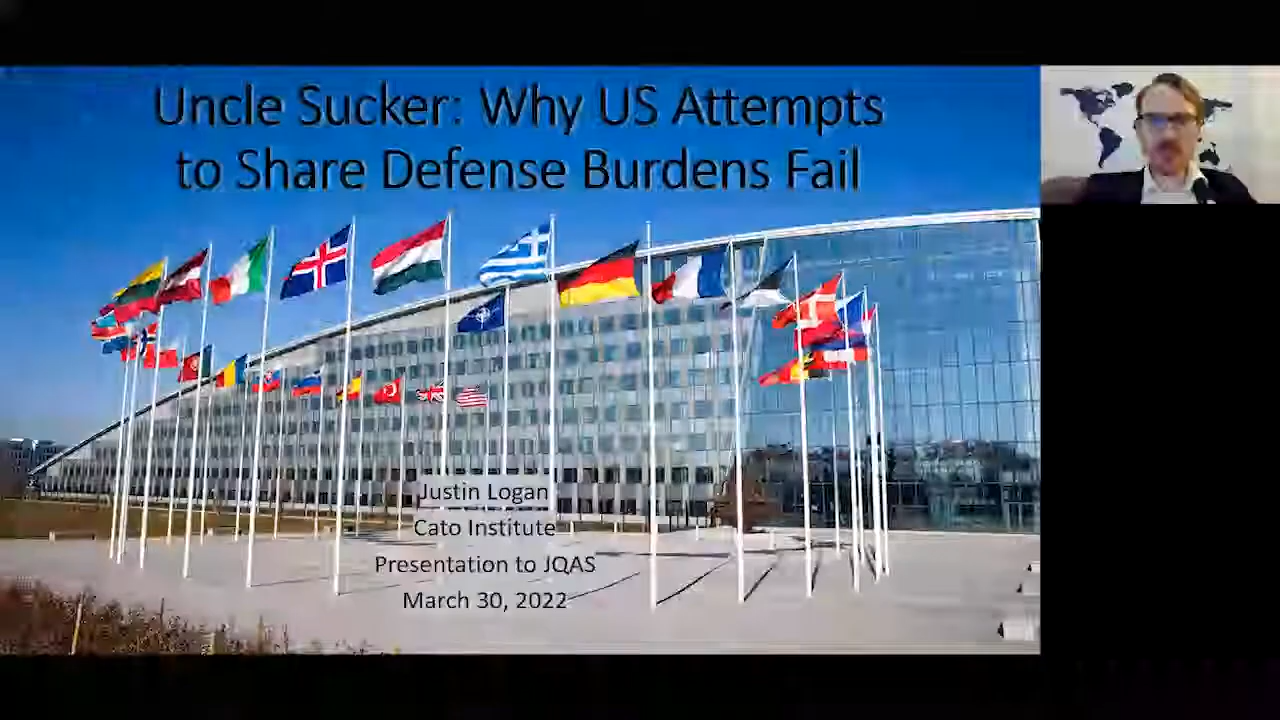 Uncle Sucker: Why US Attempts
to Share Defense Burdens Fail
Justin Logan
Cato Institute
Presentation to JQAS
March 30, 2022